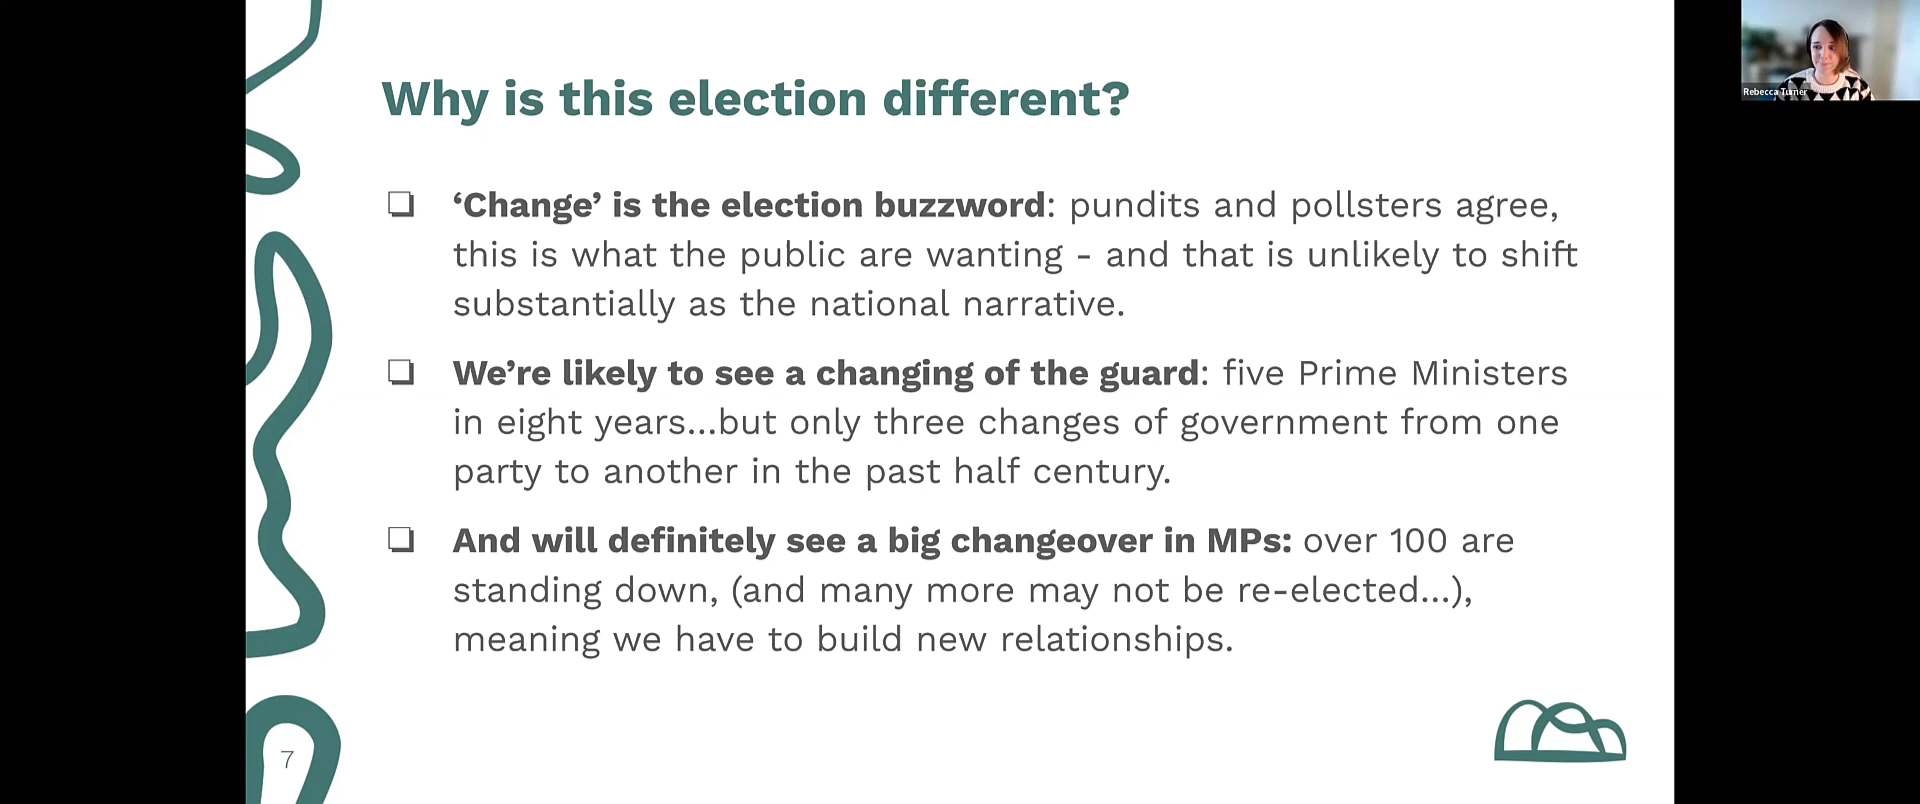 Why is this election different?
❏ ‘Change’ is the election buzzword: pundits and pollsters agree,
this is what the public are wanting - and that is unlikely to shift
substantially as the national narrative.
❏ We’re likely to see a changing of the guard: five Prime Ministers
in eight years...but only three changes of government from one
party to another in the past half century.
❏ And will definitely see a big changeover in MPs: over 100 are
standing down, (and many more may not be re-elected...),
meaning we have to build new relationships.
7
Rebecca Turner